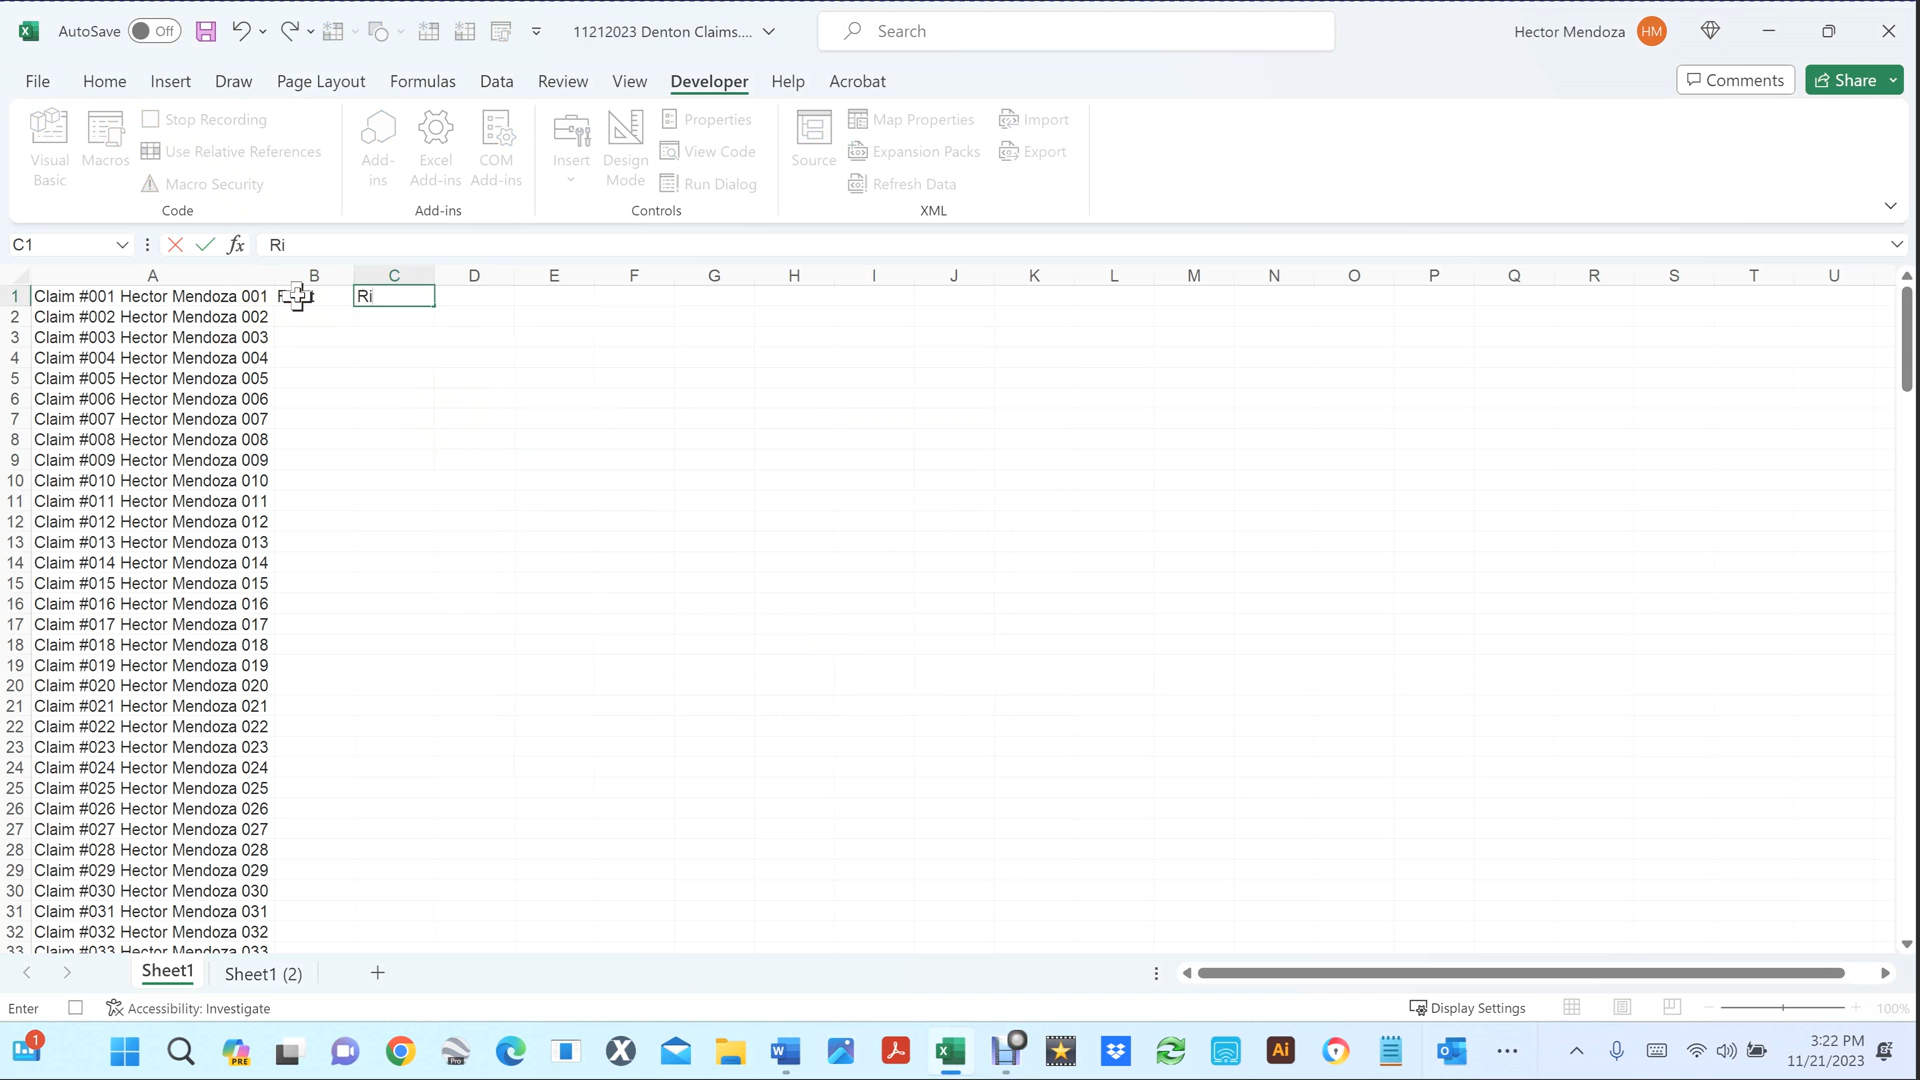 AutoSave Off 11212023 Denton Claims.... Search Hector Mendoza HM
File Home Insert Draw Page Layout Formulas Data Review View Developer Help Acrobat Comments Share
Visual Basic
Macros
Stop Recording
Use Relative References
Macro Security
Code
Add-ins
Excel Add-ins
COM Add-ins
Add-ins
Insert
Design Mode
Properties
View Code
Run Dialog
Controls
Source
Map Properties
Expansion Packs
Refresh Data
Import
Export
XML
C1 fx Ri
A B C D E F G H I J K L M N O P Q R S T U
1 Claim #001 Hector Mendoza 001 Ri
2 Claim #002 Hector Mendoza 002
3 Claim #003 Hector Mendoza 003
4 Claim #004 Hector Mendoza 004
5 Claim #005 Hector Mendoza 005
6 Claim #006 Hector Mendoza 006
7 Claim #007 Hector Mendoza 007
8 Claim #008 Hector Mendoza 008
9 Claim #009 Hector Mendoza 009
10 Claim #010 Hector Mendoza 010
11 Claim #011 Hector Mendoza 011
12 Claim #012 Hector Mendoza 012
13 Claim #013 Hector Mendoza 013
14 Claim #014 Hector Mendoza 014
15 Claim #015 Hector Mendoza 015
16 Claim #016 Hector Mendoza 016
17 Claim #017 Hector Mendoza 017
18 Claim #018 Hector Mendoza 018
19 Claim #019 Hector Mendoza 019
20 Claim #020 Hector Mendoza 020
21 Claim #021 Hector Mendoza 021
22 Claim #022 Hector Mendoza 022
23 Claim #023 Hector Mendoza 023
24 Claim #024 Hector Mendoza 024
25 Claim #025 Hector Mendoza 025
26 Claim #026 Hector Mendoza 026
27 Claim #027 Hector Mendoza 027
28 Claim #028 Hector Mendoza 028
29 Claim #029 Hector Mendoza 029
30 Claim #030 Hector Mendoza 030
31 Claim #031 Hector Mendoza 031
32 Claim #032 Hector Mendoza 032
33 Claim #033 Hector Mendoza 033
Sheet1 Sheet1 (2)
Enter Accessibility: Investigate Display Settings 100%
1 PRE Pro Ai 3:22 PM
11/21/2023